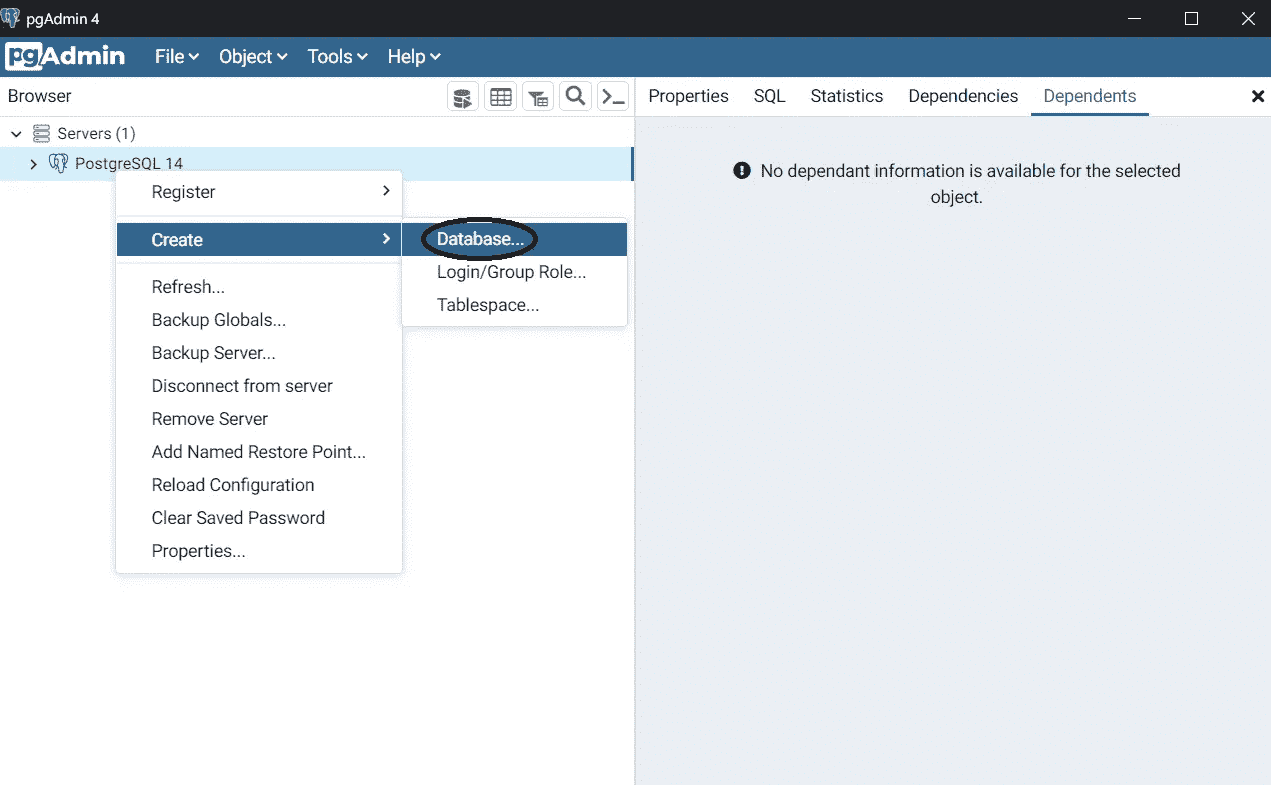 pgAdmin 4
pgAdmin File Object Tools Help
Browser
Properties SQL Statistics Dependencies Dependents
Servers (1)
PostgreSQL 14
Register
Create
Refresh...
Backup Globals...
Backup Server...
Disconnect from server
Remove Server
Add Named Restore Point...
Reload Configuration
Clear Saved Password
Properties...
Database...
Login/Group Role...
Tablespace...
No dependant information is available for the selected
object.